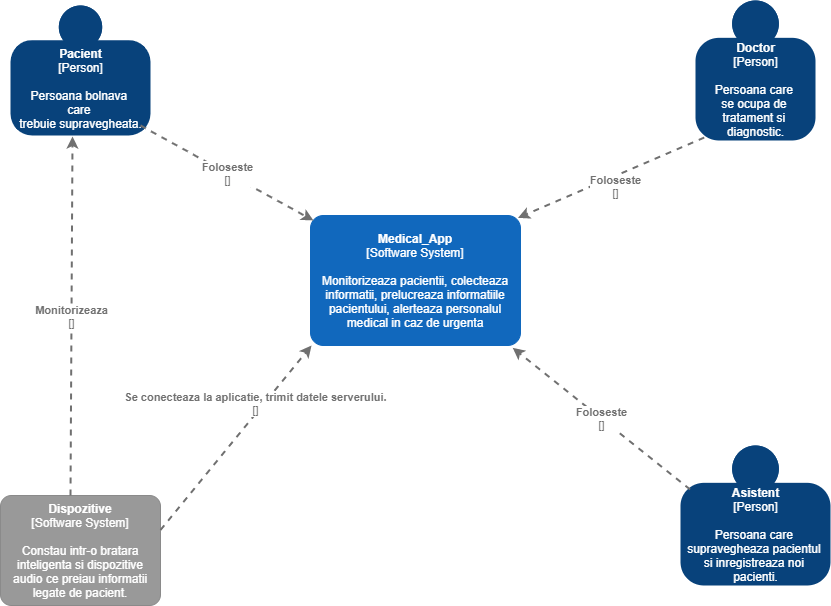 Pacient
[Person]
Persoana bolnava
care
trebuie supravegheata.
Doctor
[Person]
Persoana care
se ocupa de
tratament si
diagnostic.
Foloseste
[]
Foloseste
[]
Medical_App
[Software System]
Monitorizeaza pacientii, colecteaza
informatii, prelucreaza informatiile
pacientului, alerteaza personalul
medical in caz de urgenta
Monitorizeaza
[]
Se conecteaza la aplicatie, trimit datele serverului.
[]
Foloseste
[]
Dispozitive
[Software System]
Constau intr-o bratara
inteligenta si dispozitive
audio ce preiau informatii
legate de pacient.
Asistent
[Person]
Persoana care
supravegheaza pacientul
si inregistreaza noi
pacienti.